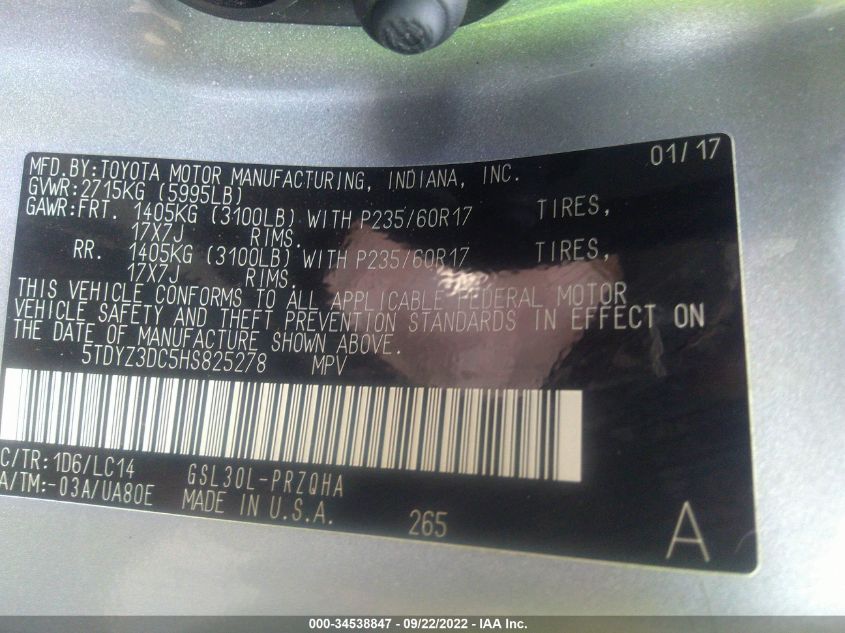 MFD.BY:TOYOTA MOTOR MANUFACTURING, INDIANA, INC. 01/17
GVWR:2715KG (5995LB)
GAWR:FRT. 1405KG (3100LB) WITH P235/60R17 TIRES,
17X7J RIMS.
RR. 1405KG (3100LB) WITH P235/60R17 TIRES,
17X7J RIMS.
THIS VEHICLE CONFORMS TO ALL APPLICABLE FEDERAL MOTOR
VEHICLE SAFETY AND THEFT PREVENTION STANDARDS IN EFFECT ON
THE DATE OF MANUFACTURE SHOWN ABOVE.
5TDYZ3DC5HS825278 MPV
C/TR:1D6/LC14 GSL30L-PRZQHA
A/TM:-03A/UA80E MADE IN U.S.A. 265 A
000-34538847 - 09/22/2022 - IAA Inc.